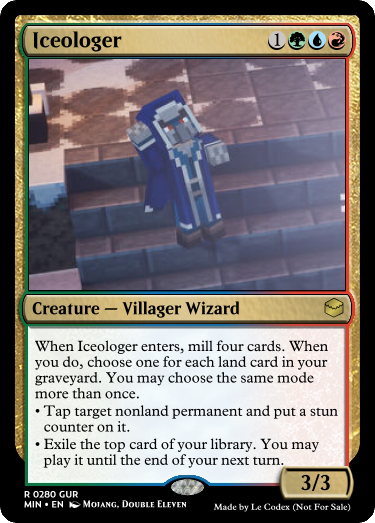 Iceologer 1
Creature — Villager Wizard
When Iceologer enters, mill four cards. When
you do, choose one for each land card in your
graveyard. You may choose the same mode
more than once.
• Tap target nonland permanent and put a stun
counter on it.
• Exile the top card of your library. You may
play it until the end of your next turn.
3/3
R 0280 GUR
MIN • EN Mojang, Double Eleven
Made by Le Codex (Not For Sale)